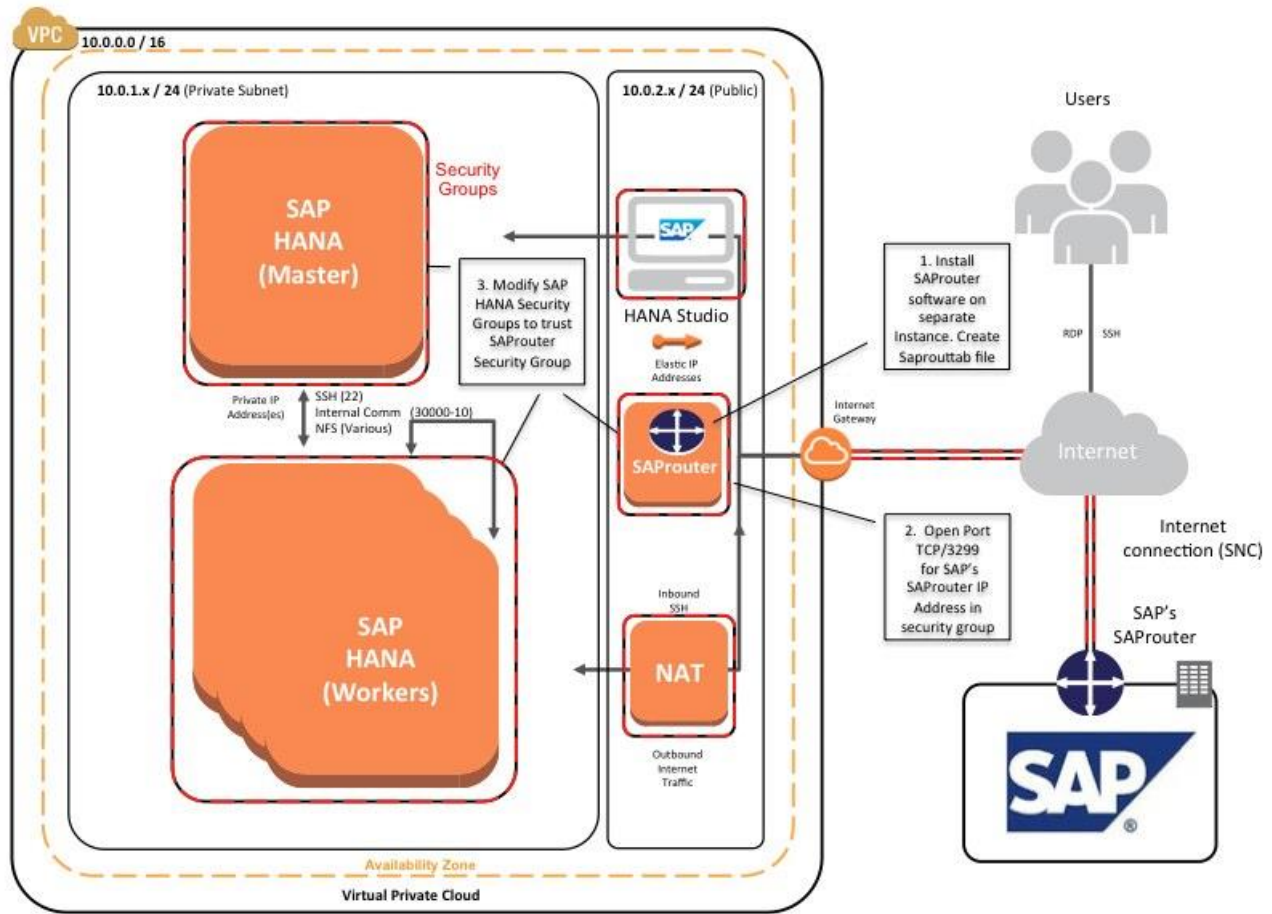 VPC
10.0.0.0 / 16
10.0.1.x / 24 (Private Subnet)
10.0.2.x / 24 (Public)
Users
SAP
HANA
(Master)
Security
Groups
SAP
HANA Studio
Elastic IP
Addresses
1. Install
SAProuter
software on
separate
Instance. Create
Saprouttab file
3. Modify SAP
HANA Security
Groups to trust
SAProuter
Security Group
RDP
SSH
Private IP
Address(es)
SSH (22)
Internal Comm (30000-10)
NFS (Various)
SAProuter
Internet
Gateway
Internet
2. Open Port
TCP/3299
for SAP's
SAProuter IP
Address in
security group
Internet
connection (SNC)
SAP's
SAProuter
SAP
HANA
(Workers)
Inbound
SSH
NAT
Outbound
Internet
Traffic
SAP
®
Availability Zone
Virtual Private Cloud